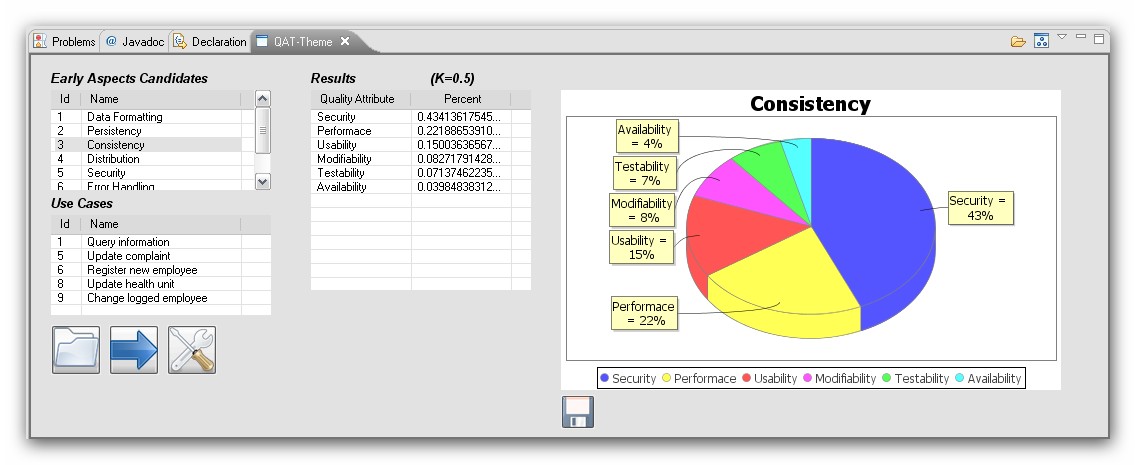 Problems @ Javadoc Declaration QAT-Theme
Early Aspects Candidates
Id Name
1 Data Formatting
2 Persistency
3 Consistency
4 Distribution
5 Security
6 Error Handling
Use Cases
Id Name
1 Query information
5 Update complaint
6 Register new employee
8 Update health unit
9 Change logged employee
Results (K=0.5)
Quality Attribute Percent
Security 0.43413617545...
Performace 0.22188653910...
Usability 0.15003636567...
Modifiability 0.08271791428...
Testability 0.07137462235...
Availability 0.03984838312...
Consistency
Availability
= 4%
Testability
= 7%
Modifiability
= 8%
Usability =
15%
Performace
= 22%
Security =
43%
Security Performace Usability Modifiability Testability Availability